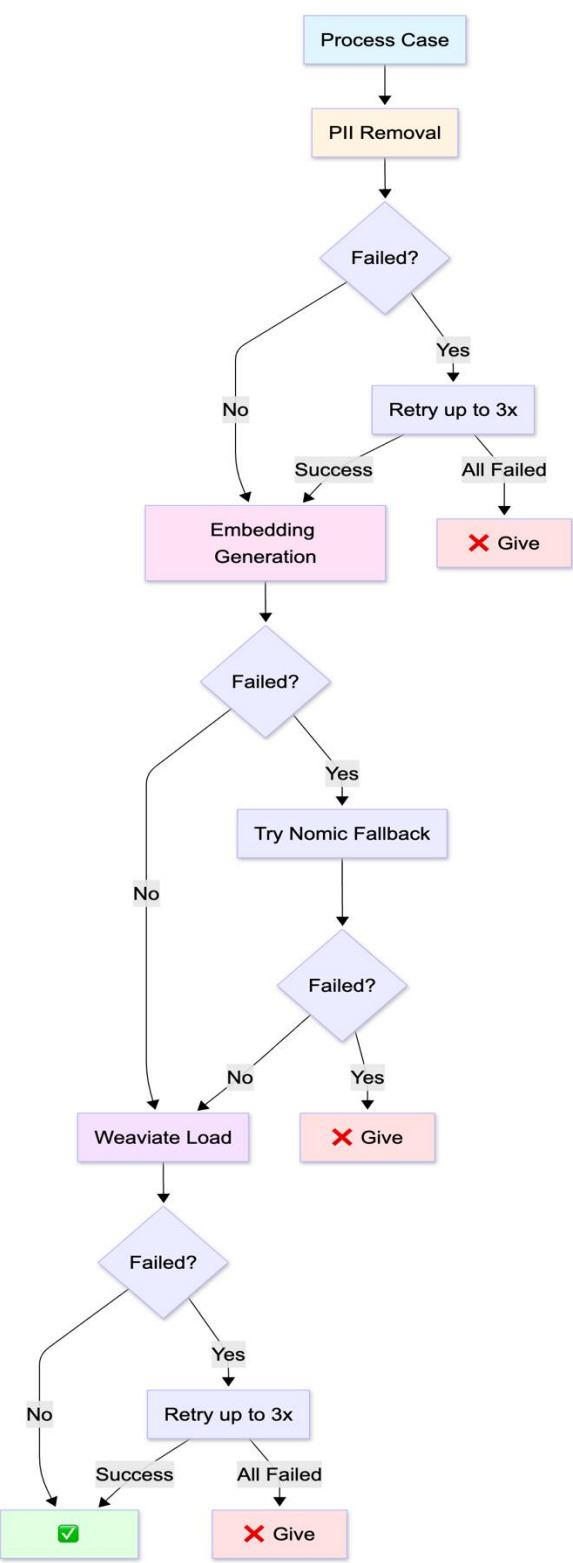 Process Case
PII Removal
Failed?
Yes
No
Retry up to 3x
Success
All Failed
Embedding
Generation
❌ Give
Failed?
Yes
Try Nomic Fallback
No
Failed?
No
Yes
Weaviate Load
❌ Give
Failed?
Yes
No
Retry up to 3x
Success
All Failed
✅
❌ Give